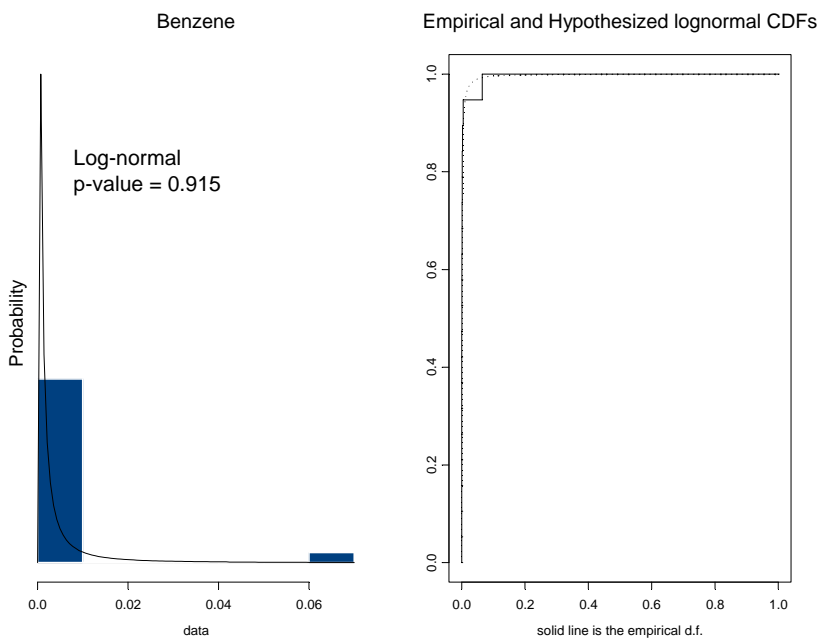 Benzene
Log-normal
p-value = 0.915
Probability
0.0 0.02 0.04 0.06
data
Empirical and Hypothesized lognormal CDFs
1.0
0.8
0.6
0.4
0.2
0.0
0.0 0.2 0.4 0.6 0.8 1.0
solid line is the empirical d.f.